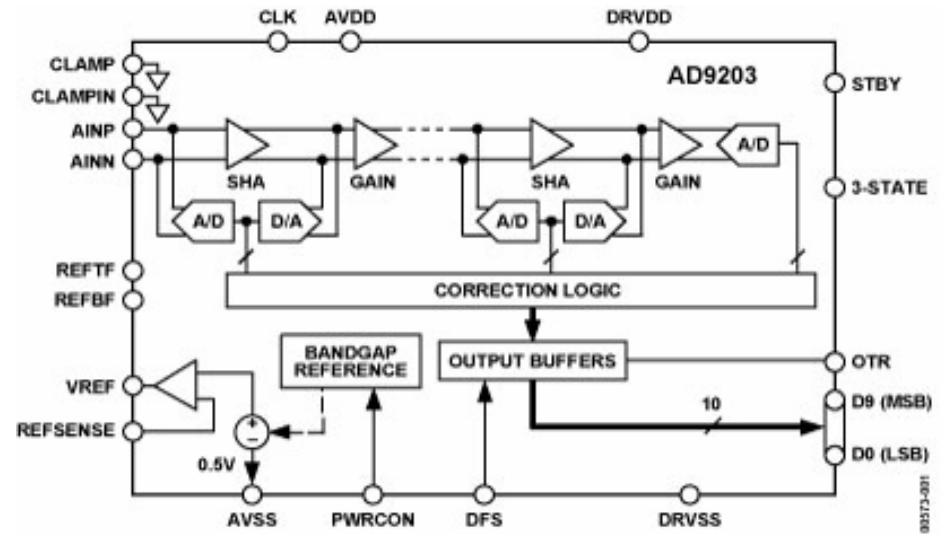 CLK
AVDD
DRVDD
CLAMP
CLAMPIN
AINP
AINN
AD9203
STBY
3-STATE
SHA
GAIN
SHA
GAIN
A/D
A/D
D/A
A/D
D/A
REFTF
REFBF
CORRECTION LOGIC
BANDGAP
REFERENCE
OUTPUT BUFFERS
OTR
VREF
REFSENSE
+
–
0.5V
10
D9 (MSB)
D0 (LSB)
AVSS
PWRCON
DFS
DRVSS
00573-001